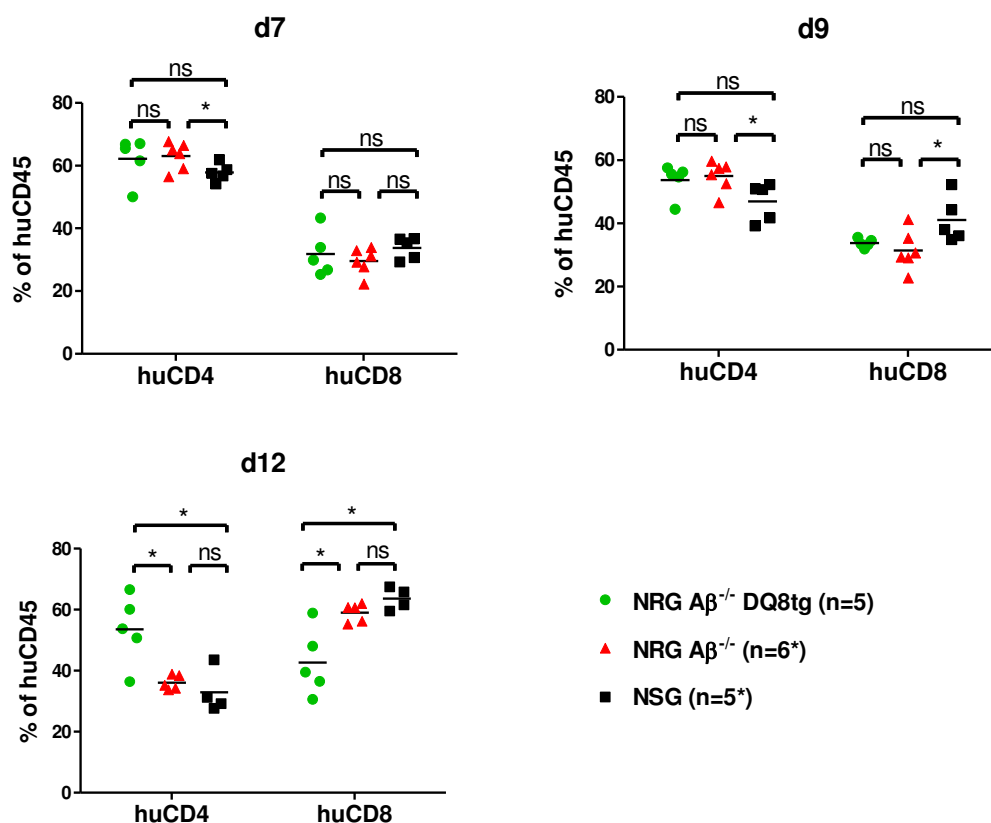 d7
ns
ns *
ns
ns ns
80
60
40
20
0
% of huCD45
huCD4 huCD8
d9
ns
ns *
ns
ns *
80
60
40
20
0
% of huCD45
huCD4 huCD8
d12
*
* ns
*
* ns
80
60
40
20
0
% of huCD45
huCD4 huCD8
NRG Aβ-/- DQ8tg (n=5)
NRG Aβ-/- (n=6*)
NSG (n=5*)